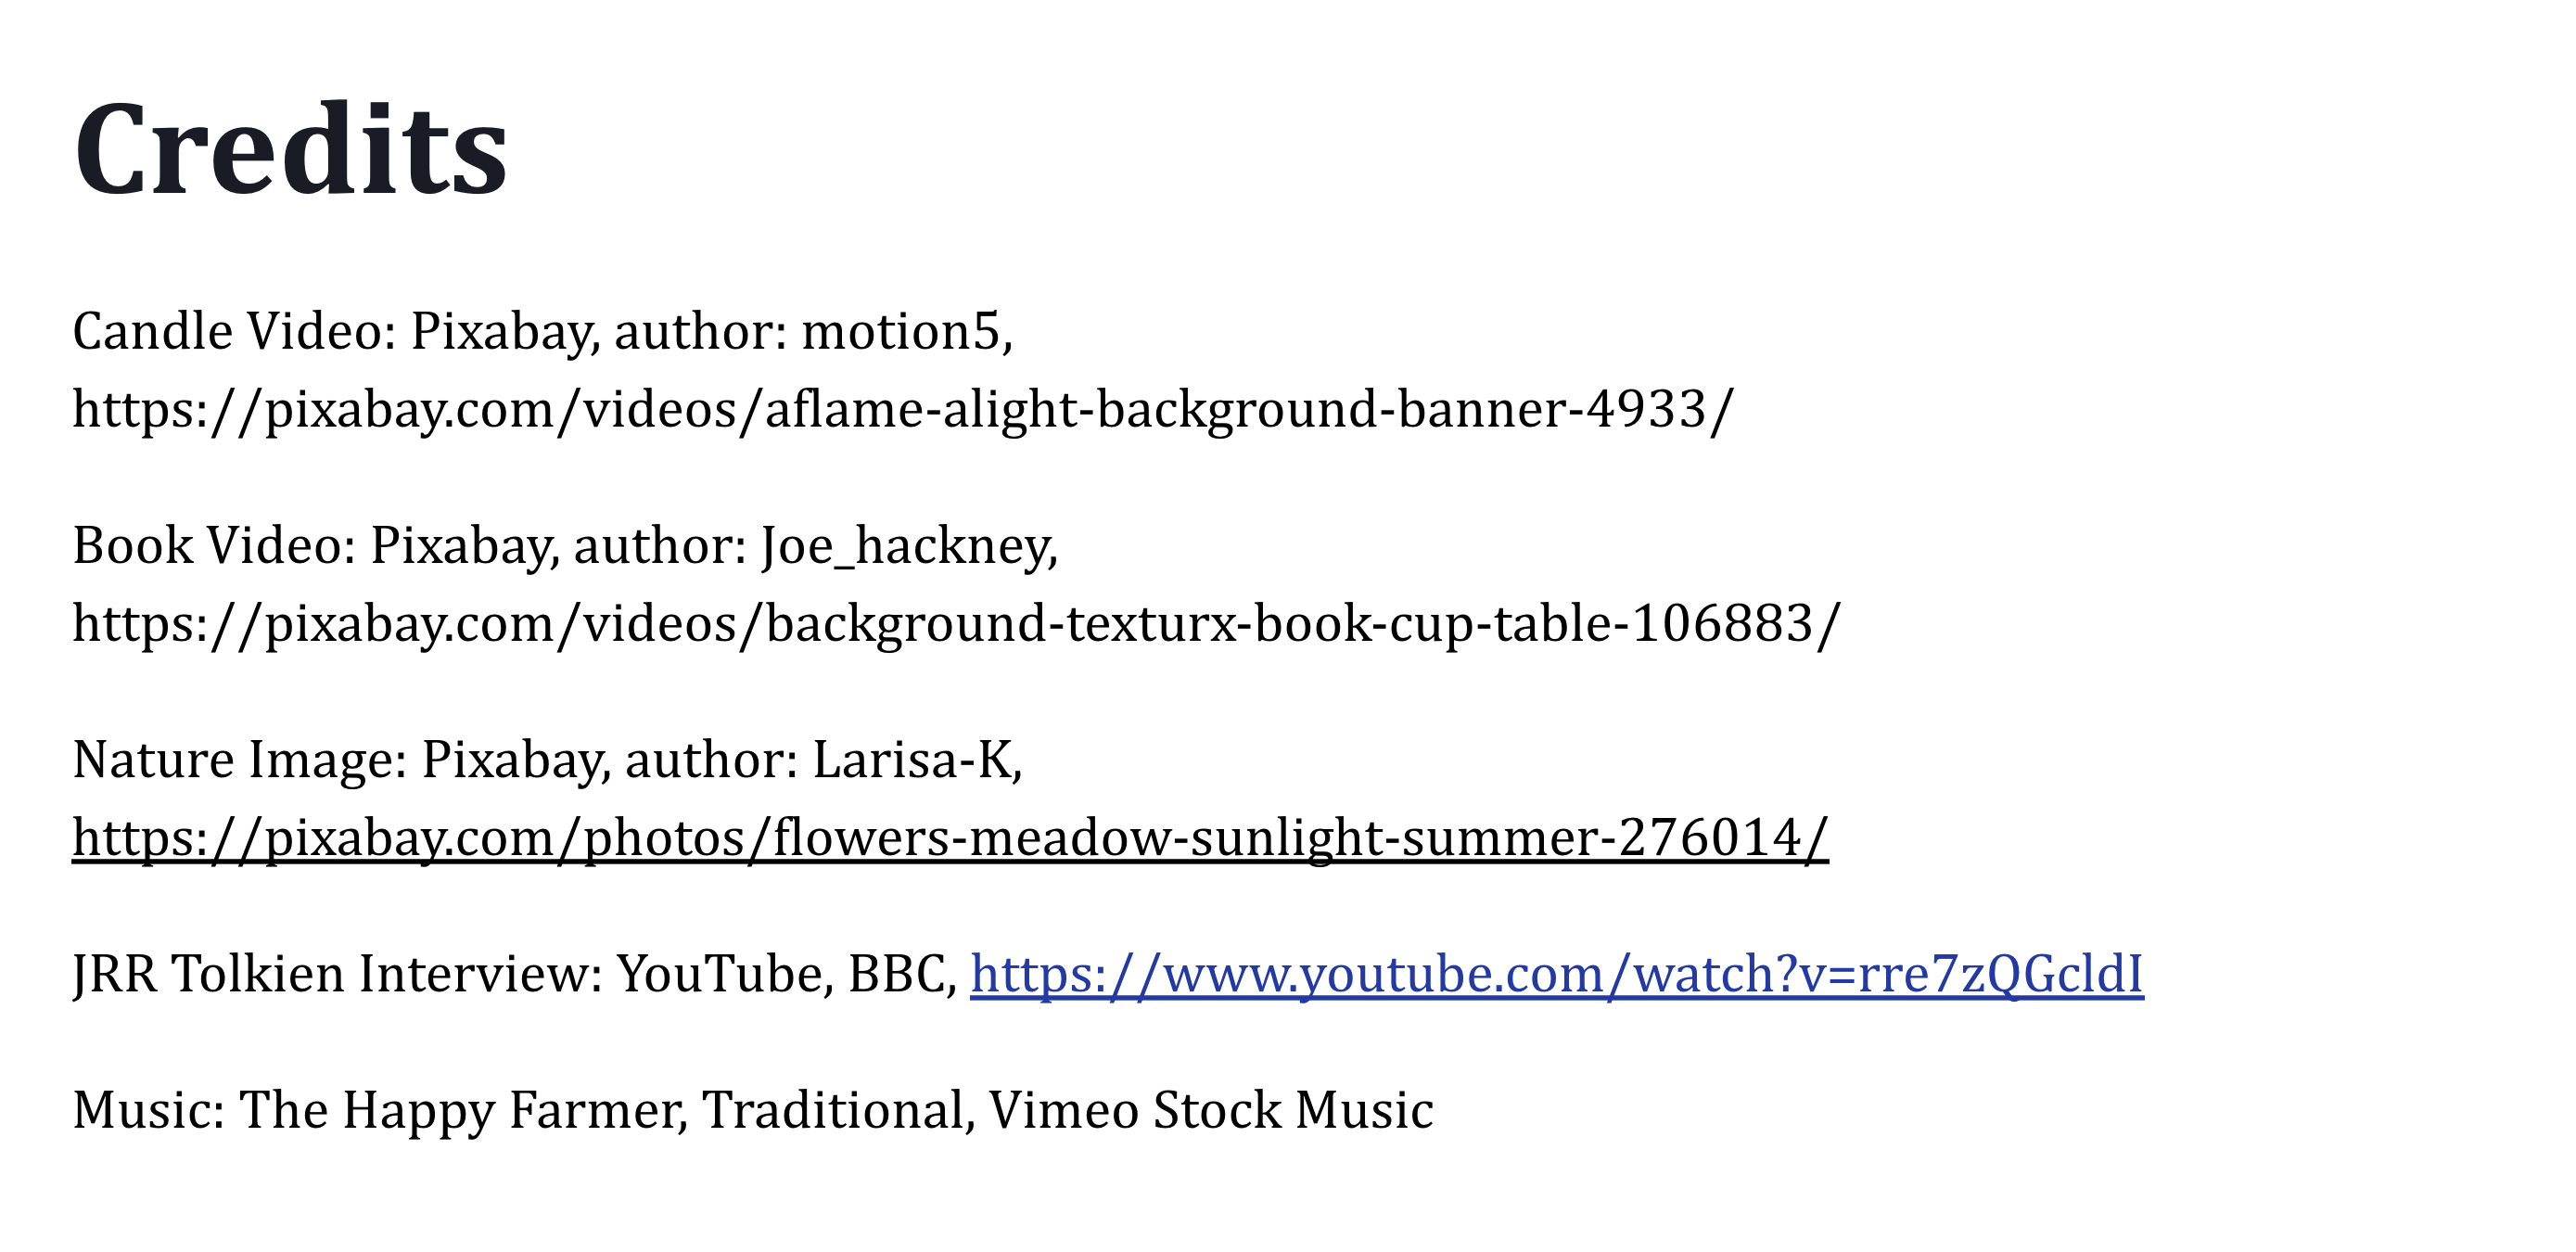 Credits
Candle Video: Pixabay, author: motion5,
https://pixabay.com/videos/aflame-alight-background-banner-4933/
Book Video: Pixabay, author: Joe_hackney,
https://pixabay.com/videos/background-texturx-book-cup-table-106883/
Nature Image: Pixabay, author: Larisa-K,
https://pixabay.com/photos/flowers-meadow-sunlight-summer-276014/
JRR Tolkien Interview: YouTube, BBC, https://www.youtube.com/watch?v=rre7zQGcldI
Music: The Happy Farmer, Traditional, Vimeo Stock Music